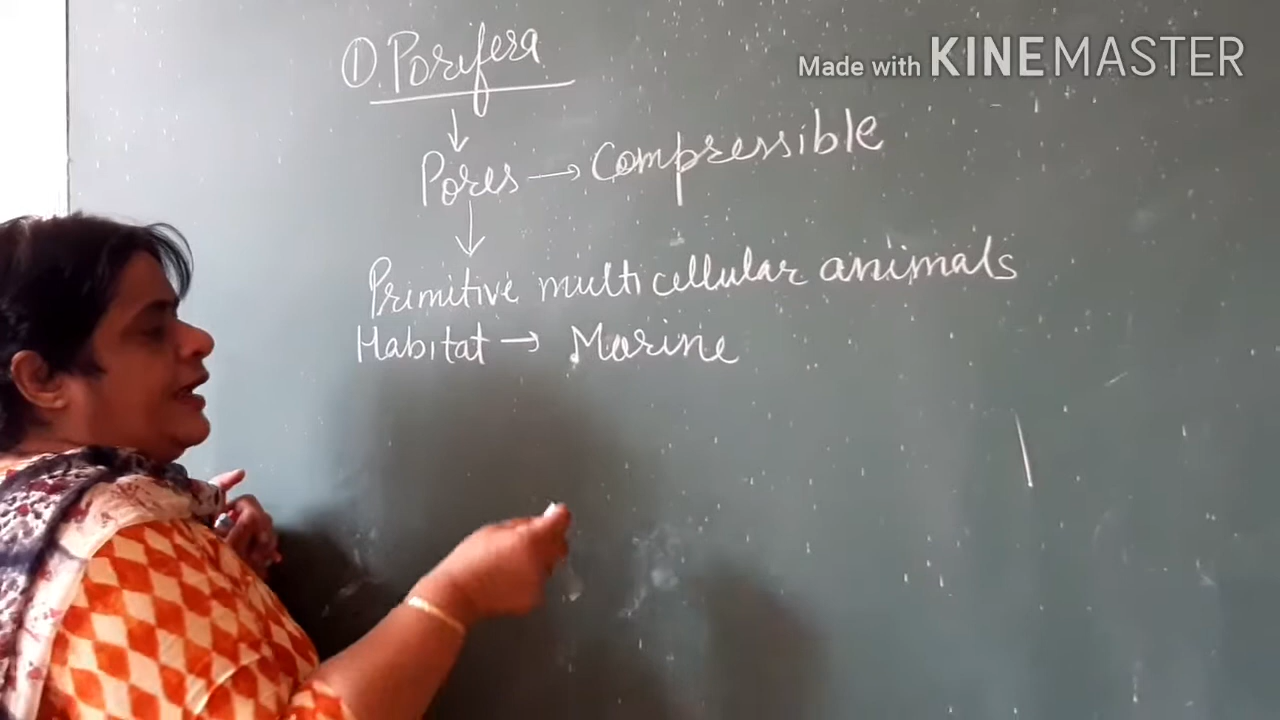 ① Porifera
Made with KINEMASTER
↓
Pores → Compressible
↓
Primitive multicellular animals
Habitat → Marine